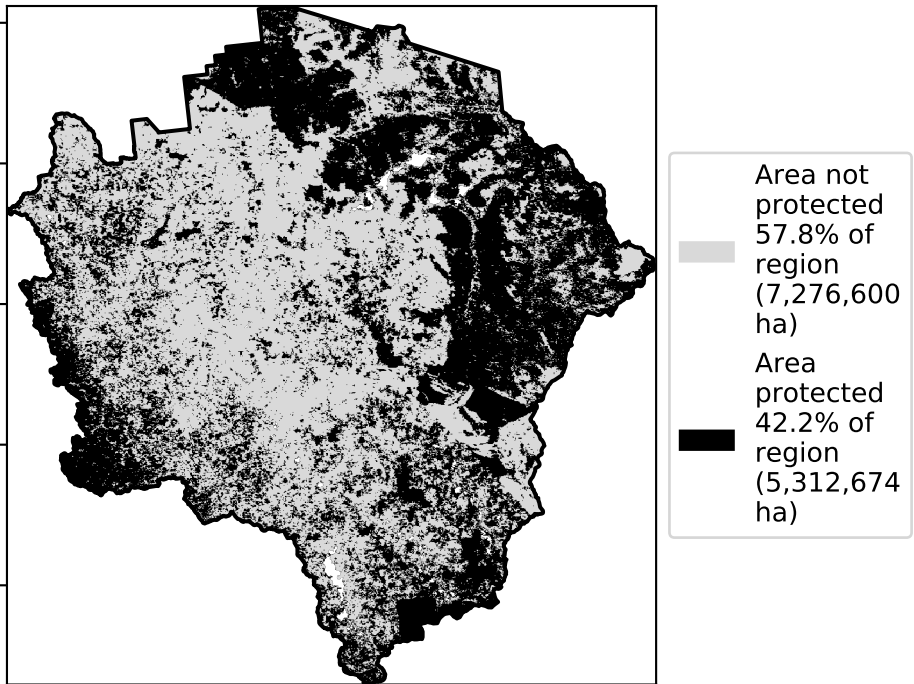 Area not
protected
57.8% of
region
(7,276,600
ha)
Area
protected
42.2% of
region
(5,312,674
ha)